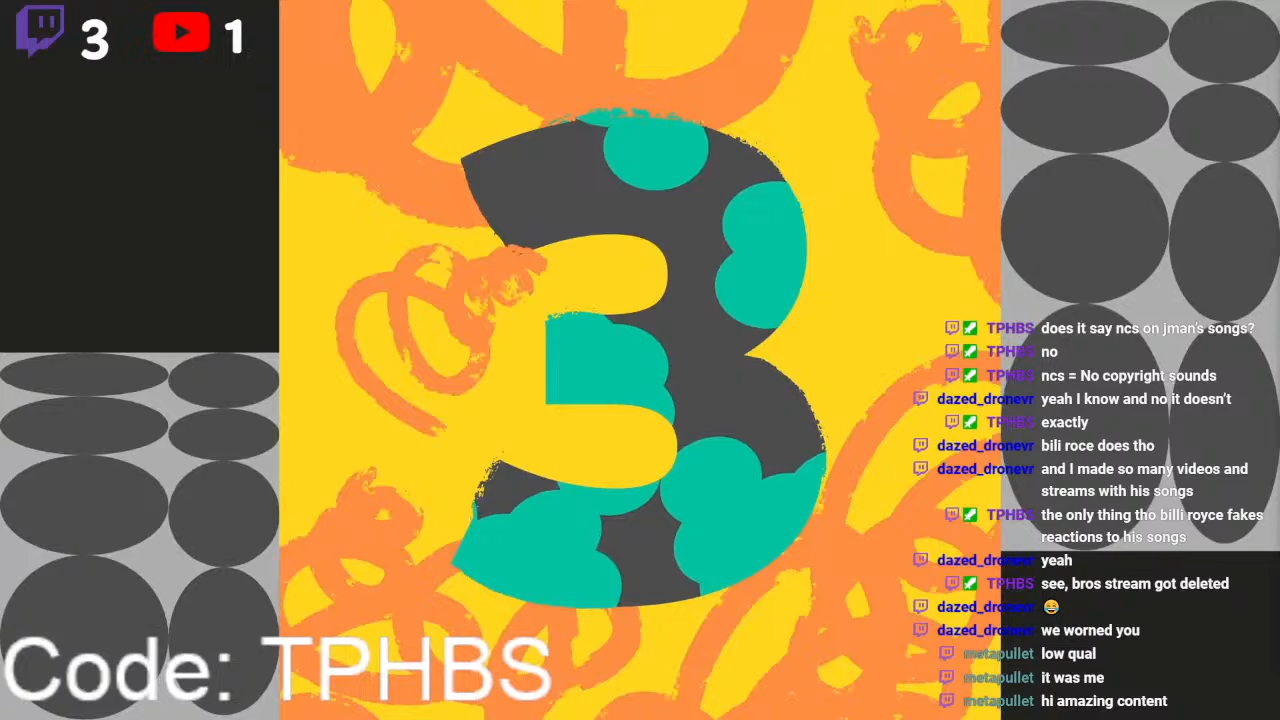 3 1
3
TPHBS does it say ncs on jman's songs?
TPHBS no
TPHBS ncs = No copyright sounds
dazed_dronevr yeah I know and no it doesn't
TPHBS exactly
dazed_dronevr bili roce does tho
dazed_dronevr and I made so many videos and
streams with his songs
TPHBS the only thing tho billi royce fakes
reactions to his songs
dazed_dronevr yeah
TPHBS see, bros stream got deleted
dazed_dronevr 😂
dazed_dronevr we worned you
metapullet low qual
metapullet it was me
metapullet hi amazing content
Code: TPHBS